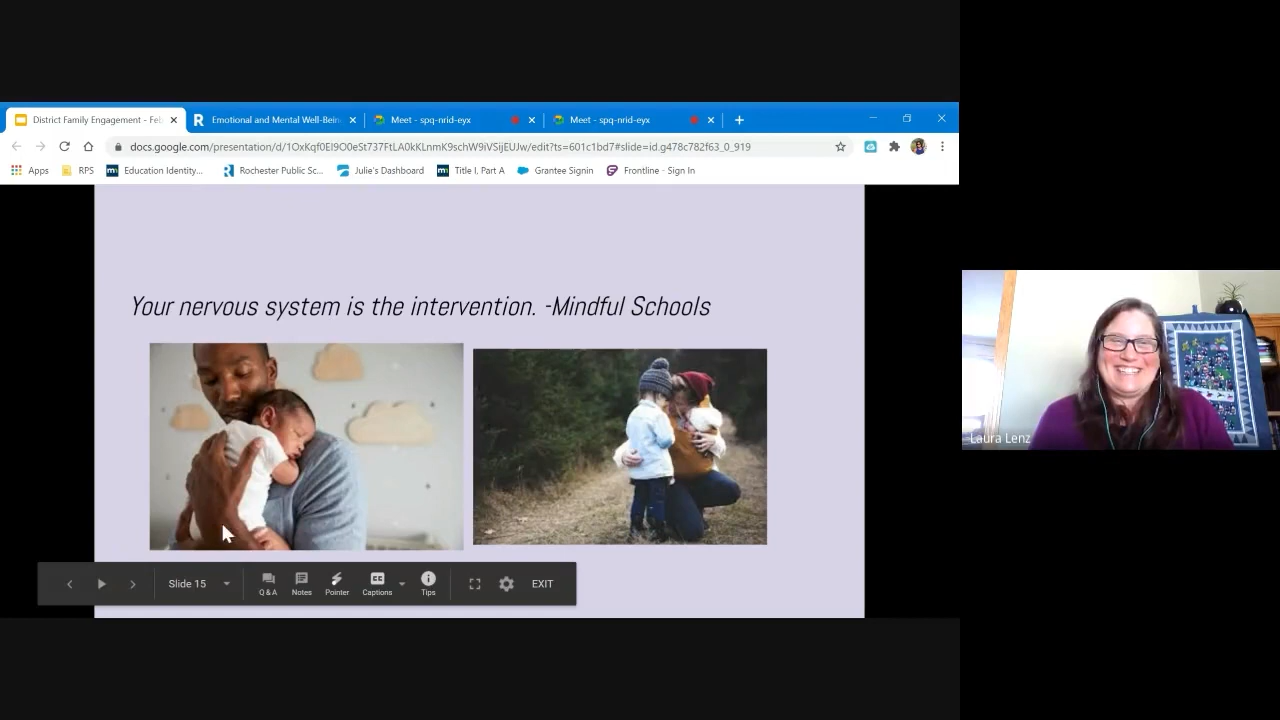 District Family Engagement - Feb
Emotional and Mental Well-Bein
Meet - spq-nrid-eyx
Meet - spq-nrid-eyx
docs.google.com/presentation/d/1OxKqf0EI9O0eSt737FtLA0kKLnmK9schW9iVSijEUJw/edit?ts=601c1bd7#slide=id.g478c782f63_0_919
Apps
RPS
Education Identity...
Rochester Public Sc...
Julie's Dashboard
Title I, Part A
Grantee Signin
Frontline - Sign In
Your nervous system is the intervention. -Mindful Schools
Laura Lenz
Slide 15
Q & A
Notes
Pointer
CC
Captions
Tips
EXIT